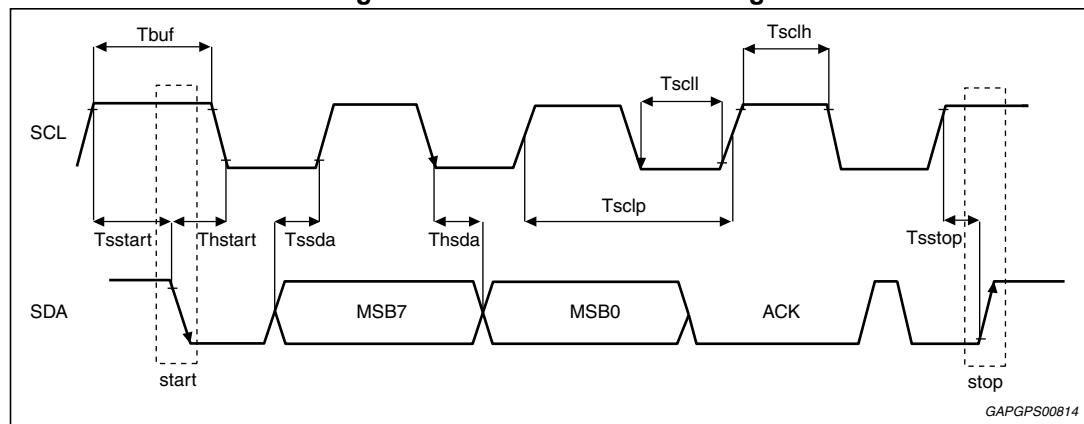 Tbuf
Tsclh
Tscll
SCL
Tsclp
Tsstart
Thstart
Tssda
Thsda
Tsstop
SDA
MSB7
MSB0
ACK
start
stop
GAPGPS00814